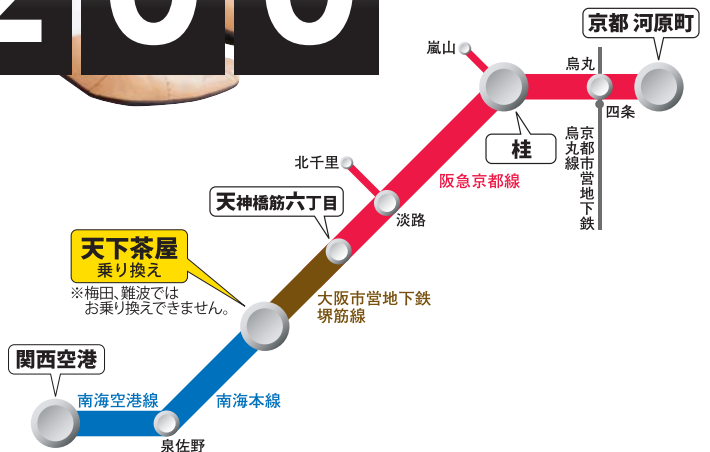 200
京都 河原町
嵐山
烏丸
四条
京都市営地下鉄
烏丸線
桂
北千里
阪急京都線
天神橋筋六丁目
淡路
天下茶屋
乗り換え
※梅田、難波では
お乗り換えできません。
大阪市営地下鉄
堺筋線
関西空港
南海空港線
南海本線
泉佐野